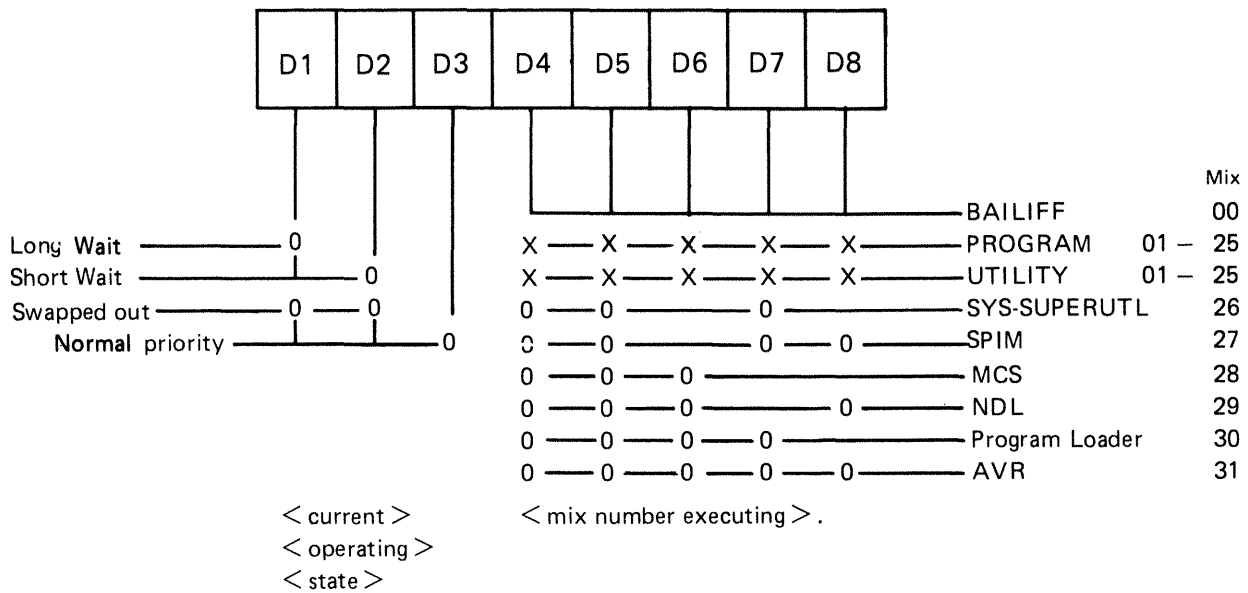 D1 D2 D3 D4 D5 D6 D7 D8
Mix
BAILIFF 00
Long Wait 0 X X X X X PROGRAM 01 – 25
Short Wait 0 X X X X X UTILITY 01 – 25
Swapped out 0 0 0 0 0 SYS-SUPERUTL 26
Normal priority 0 0 0 0 0 SPIM 27
0 0 0 MCS 28
0 0 0 0 NDL 29
0 0 0 0 Program Loader 30
0 0 0 0 0 AVR 31
< current > < mix number executing > .
< operating >
< state >